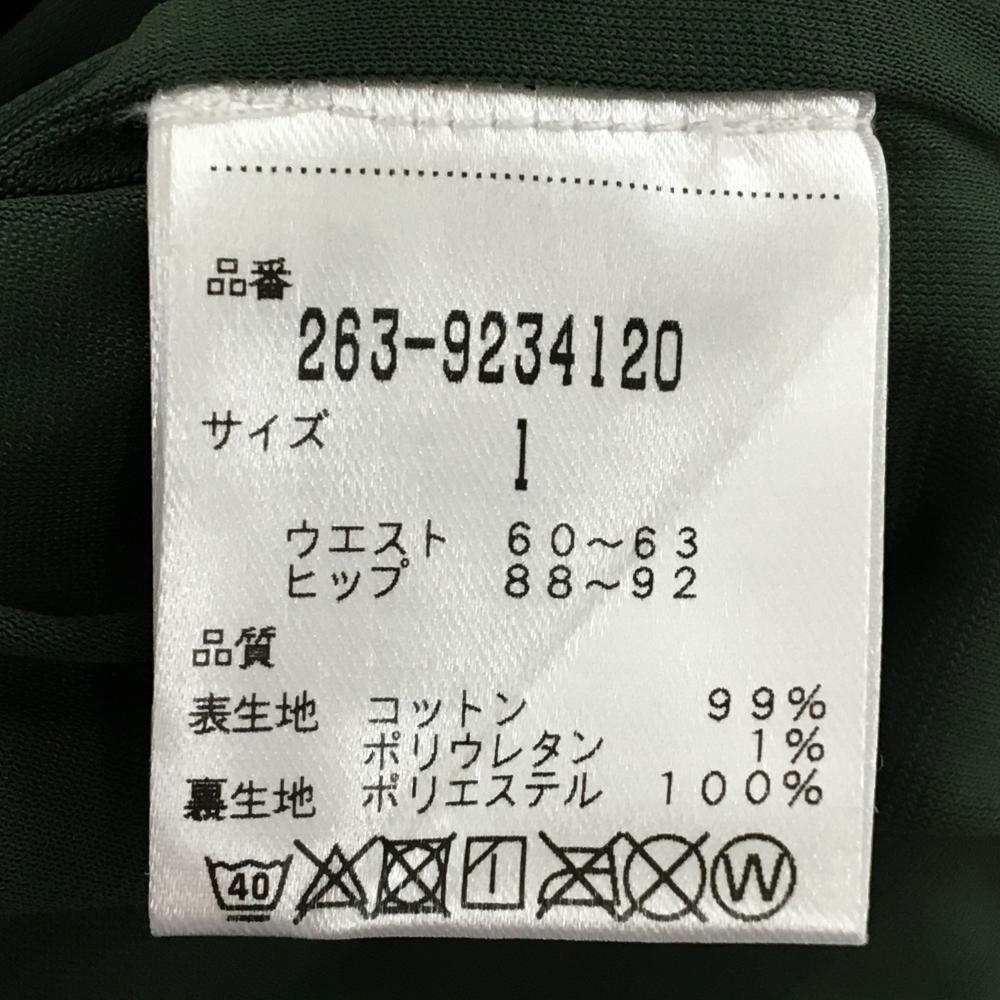 品番
263-9234120
サイズ
1
ウエスト 60～63
ヒップ 88～92
品質
表生地 コットン 99%
ポリウレタン 1%
裏生地 ポリエステル 100%
40 W